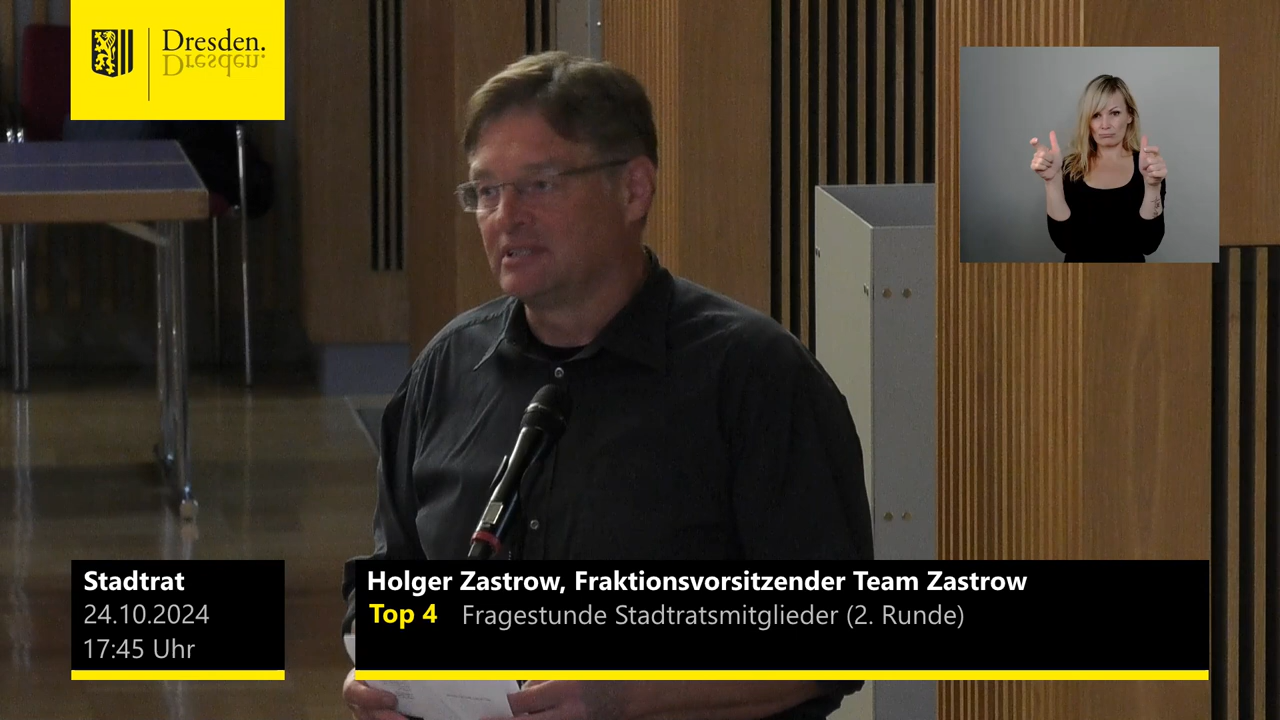 Dresden.
Dresden.
Stadtrat
24.10.2024
17:45 Uhr
Holger Zastrow, Fraktionsvorsitzender Team Zastrow
Top 4 Fragestunde Stadtratsmitglieder (2. Runde)